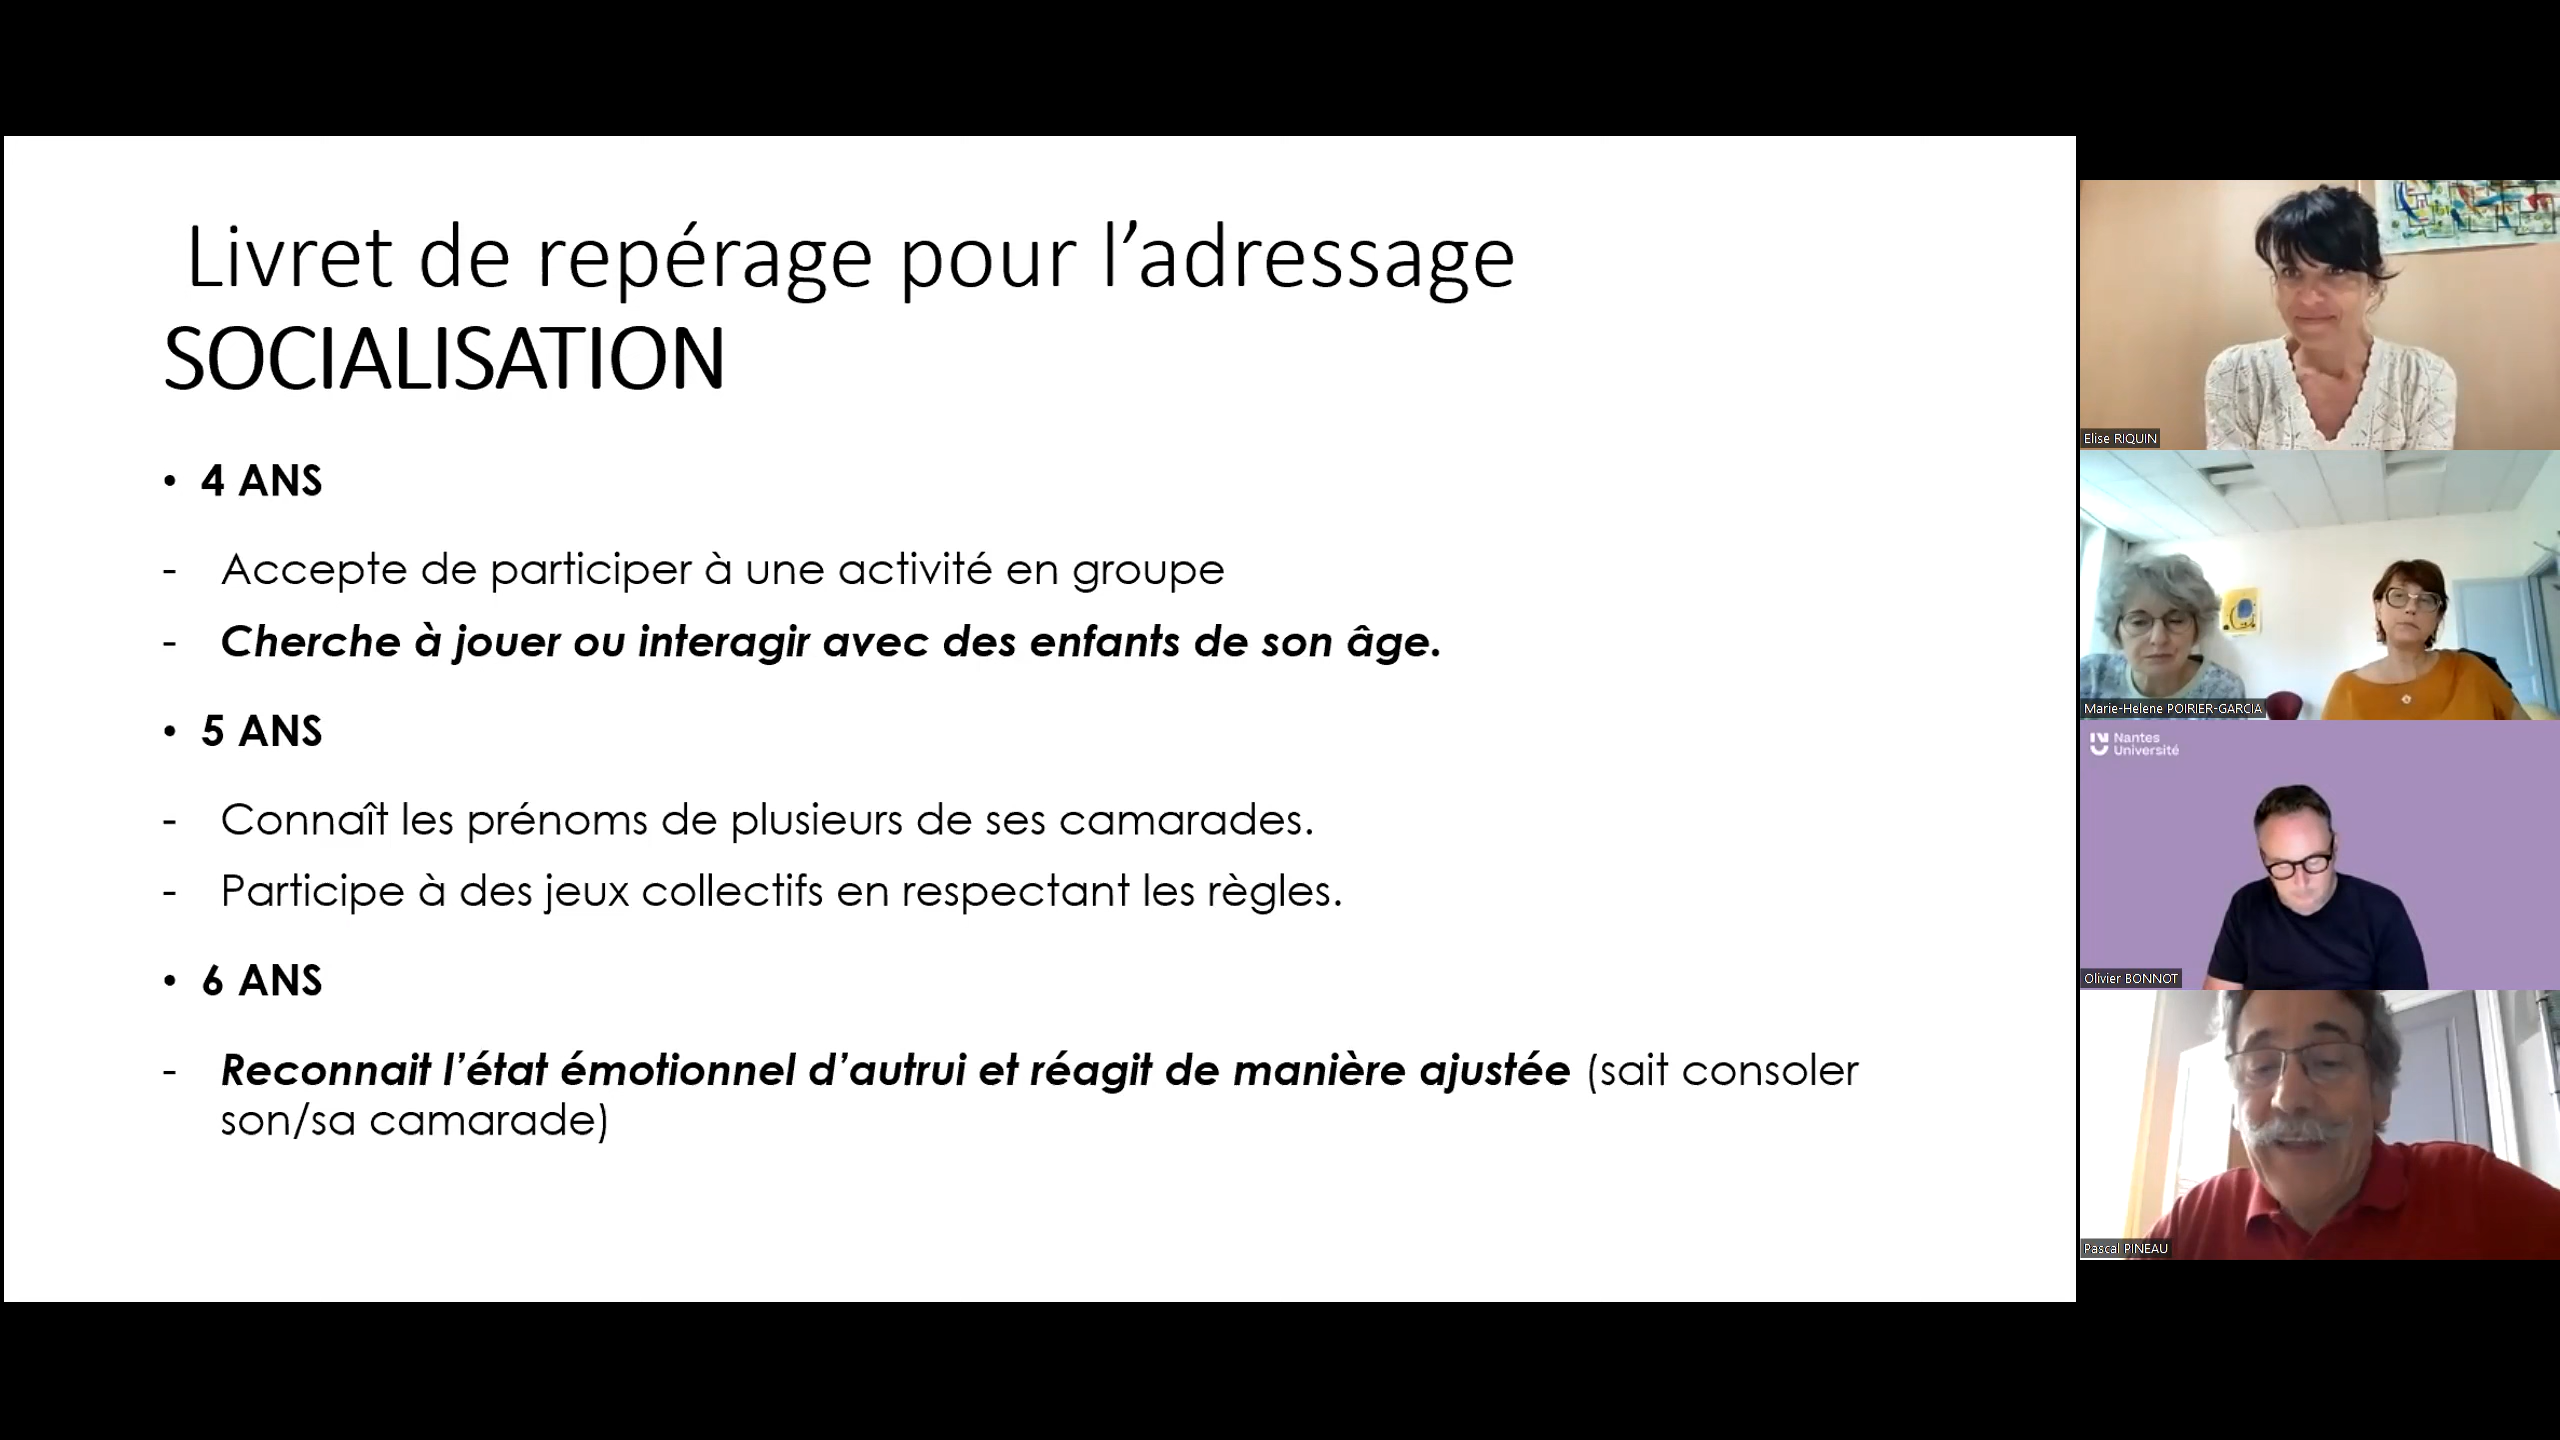 Livret de repérage pour l’adressage
SOCIALISATION
• 4 ANS
- Accepte de participer à une activité en groupe
- Cherche à jouer ou interagir avec des enfants de son âge.
• 5 ANS
- Connaît les prénoms de plusieurs de ses camarades.
- Participe à des jeux collectifs en respectant les règles.
• 6 ANS
- Reconnait l’état émotionnel d’autrui et réagit de manière ajustée (sait consoler
son/sa camarade)
Elise RIQUIN
Marie-Helene POIRIER-GARCIA
Nantes
Université
Olivier BONNOT
Pascal PINEAU